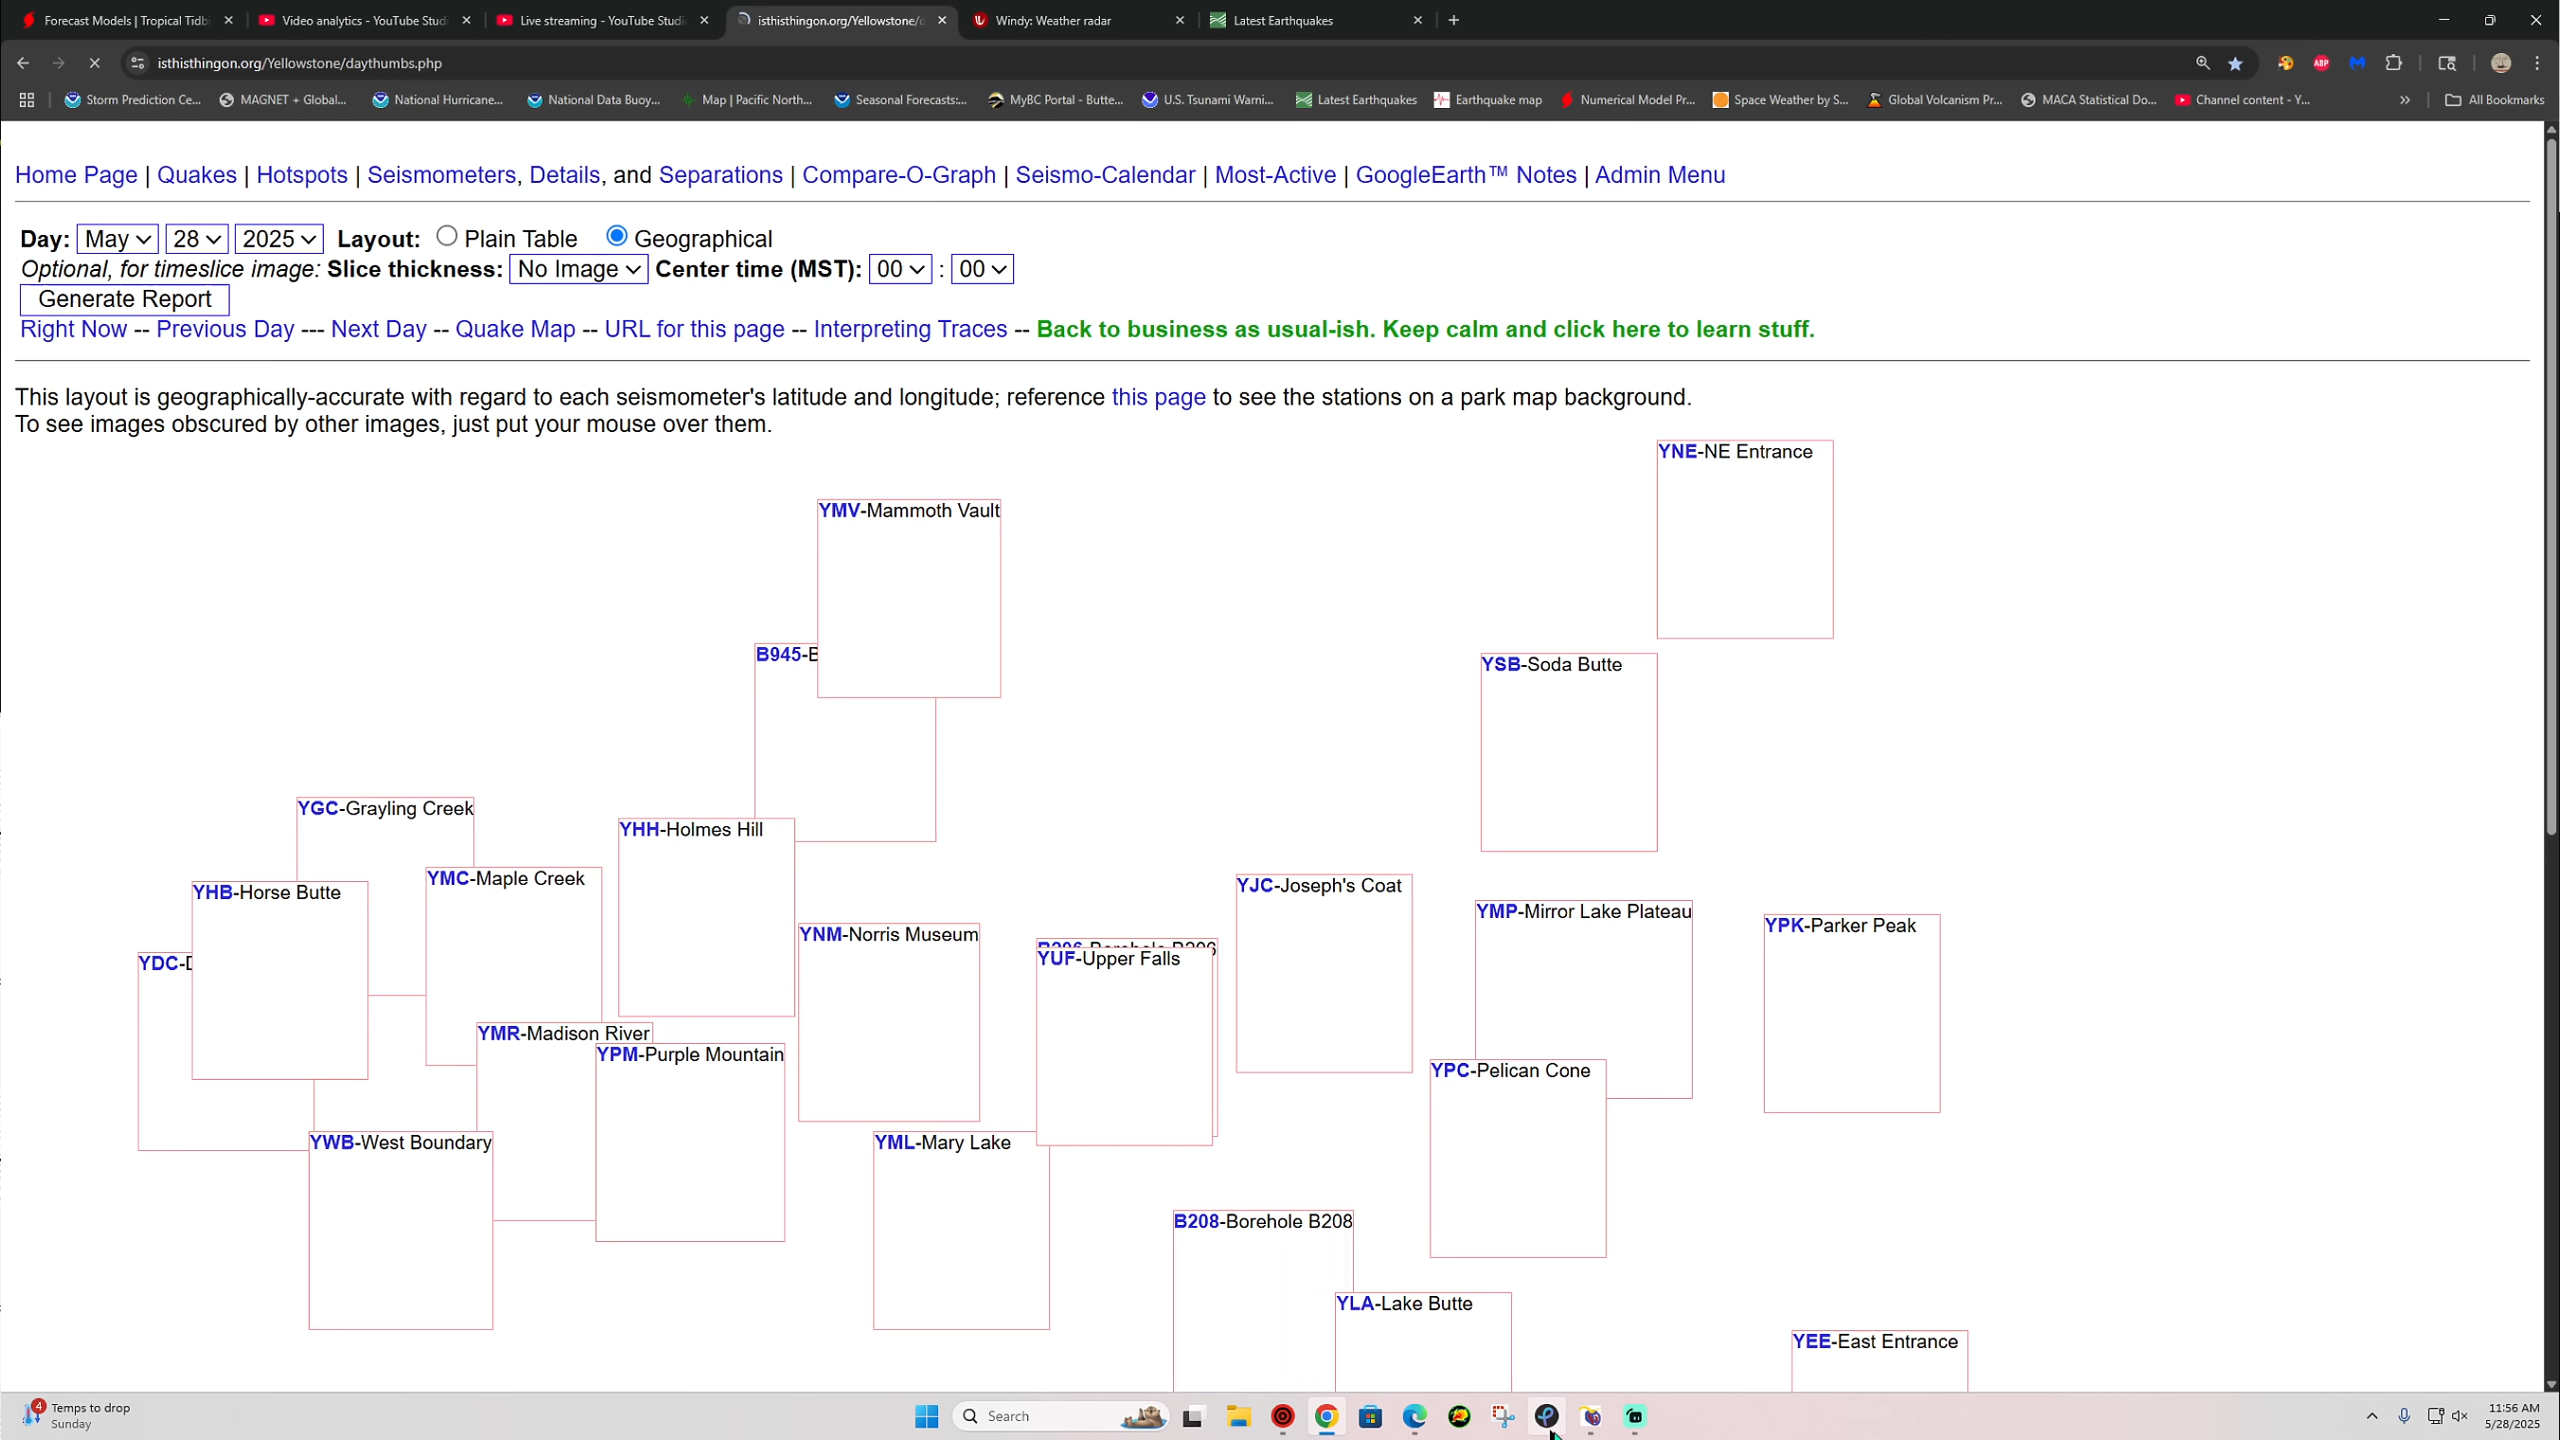 Forecast Models | Tropical Tidb
Video analytics - YouTube Studi
Live streaming - YouTube Studi
isthisthingon.org/Yellowstone/d
Windy: Weather radar
Latest Earthquakes
isthisthingon.org/Yellowstone/daythumbs.php
Storm Prediction Ce...
MAGNET + Global...
National Hurricane...
National Data Buoy...
Map | Pacific North...
Seasonal Forecasts:...
MyBC Portal - Butte...
U.S. Tsunami Warni...
Latest Earthquakes
Earthquake map
Numerical Model Pr...
Space Weather by S...
Global Volcanism Pr...
MACA Statistical Do...
Channel content - Y...
All Bookmarks
Home Page | Quakes | Hotspots | Seismometers, Details, and Separations | Compare-O-Graph | Seismo-Calendar | Most-Active | GoogleEarth™ Notes | Admin Menu
Day: May 28 2025 Layout: Plain Table Geographical
Optional, for timeslice image: Slice thickness: No Image Center time (MST): 00 : 00
Generate Report
Right Now -- Previous Day --- Next Day -- Quake Map -- URL for this page -- Interpreting Traces -- Back to business as usual-ish. Keep calm and click here to learn stuff.
This layout is geographically-accurate with regard to each seismometer's latitude and longitude; reference this page to see the stations on a park map background.
To see images obscured by other images, just put your mouse over them.
YNE-NE Entrance
YMV-Mammoth Vault
B945-B
YSB-Soda Butte
YGC-Grayling Creek
YHH-Holmes Hill
YMC-Maple Creek
YJC-Joseph's Coat
YHB-Horse Butte
YMP-Mirror Lake Plateau
YPK-Parker Peak
YNM-Norris Museum
B206-Borehole B206
YUF-Upper Falls
YDC-D
YMR-Madison River
YPM-Purple Mountain
YPC-Pelican Cone
YWB-West Boundary
YML-Mary Lake
B208-Borehole B208
YLA-Lake Butte
YEE-East Entrance
4
Temps to drop
Sunday
Search
11:56 AM
5/28/2025